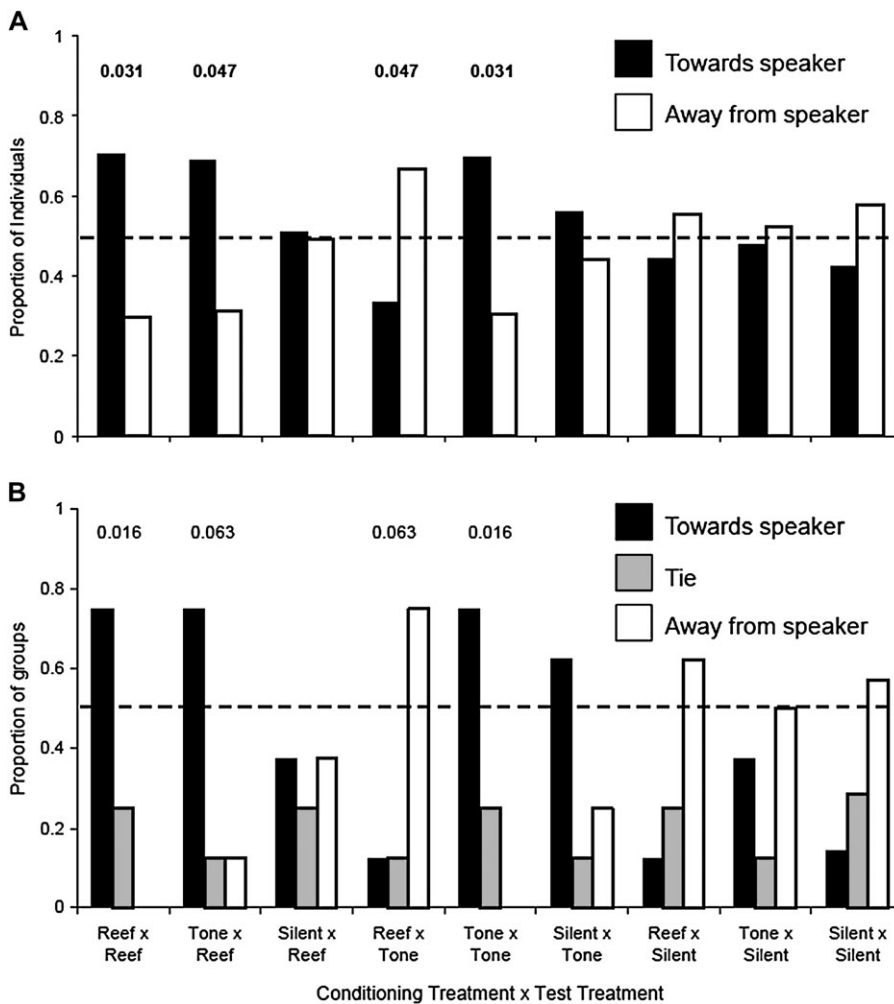 A
1
0.8
0.6
0.4
0.2
0
Proportion of Individuals
0.031 0.047 0.047 0.031
Towards speaker
Away from speaker
B
1
0.8
0.6
0.4
0.2
0
Proportion of groups
0.016 0.063 0.063 0.016
Towards speaker
Tie
Away from speaker
Reef x Reef
Tone x Reef
Silent x Reef
Reef x Tone
Tone x Tone
Silent x Tone
Reef x Silent
Tone x Silent
Silent x Silent
Conditioning Treatment x Test Treatment